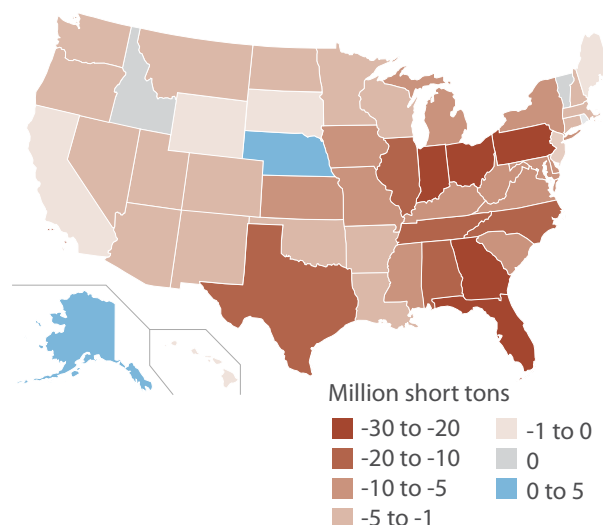 Million short tons
-30 to -20
-20 to -10
-10 to -5
-5 to -1
-1 to 0
0
0 to 5